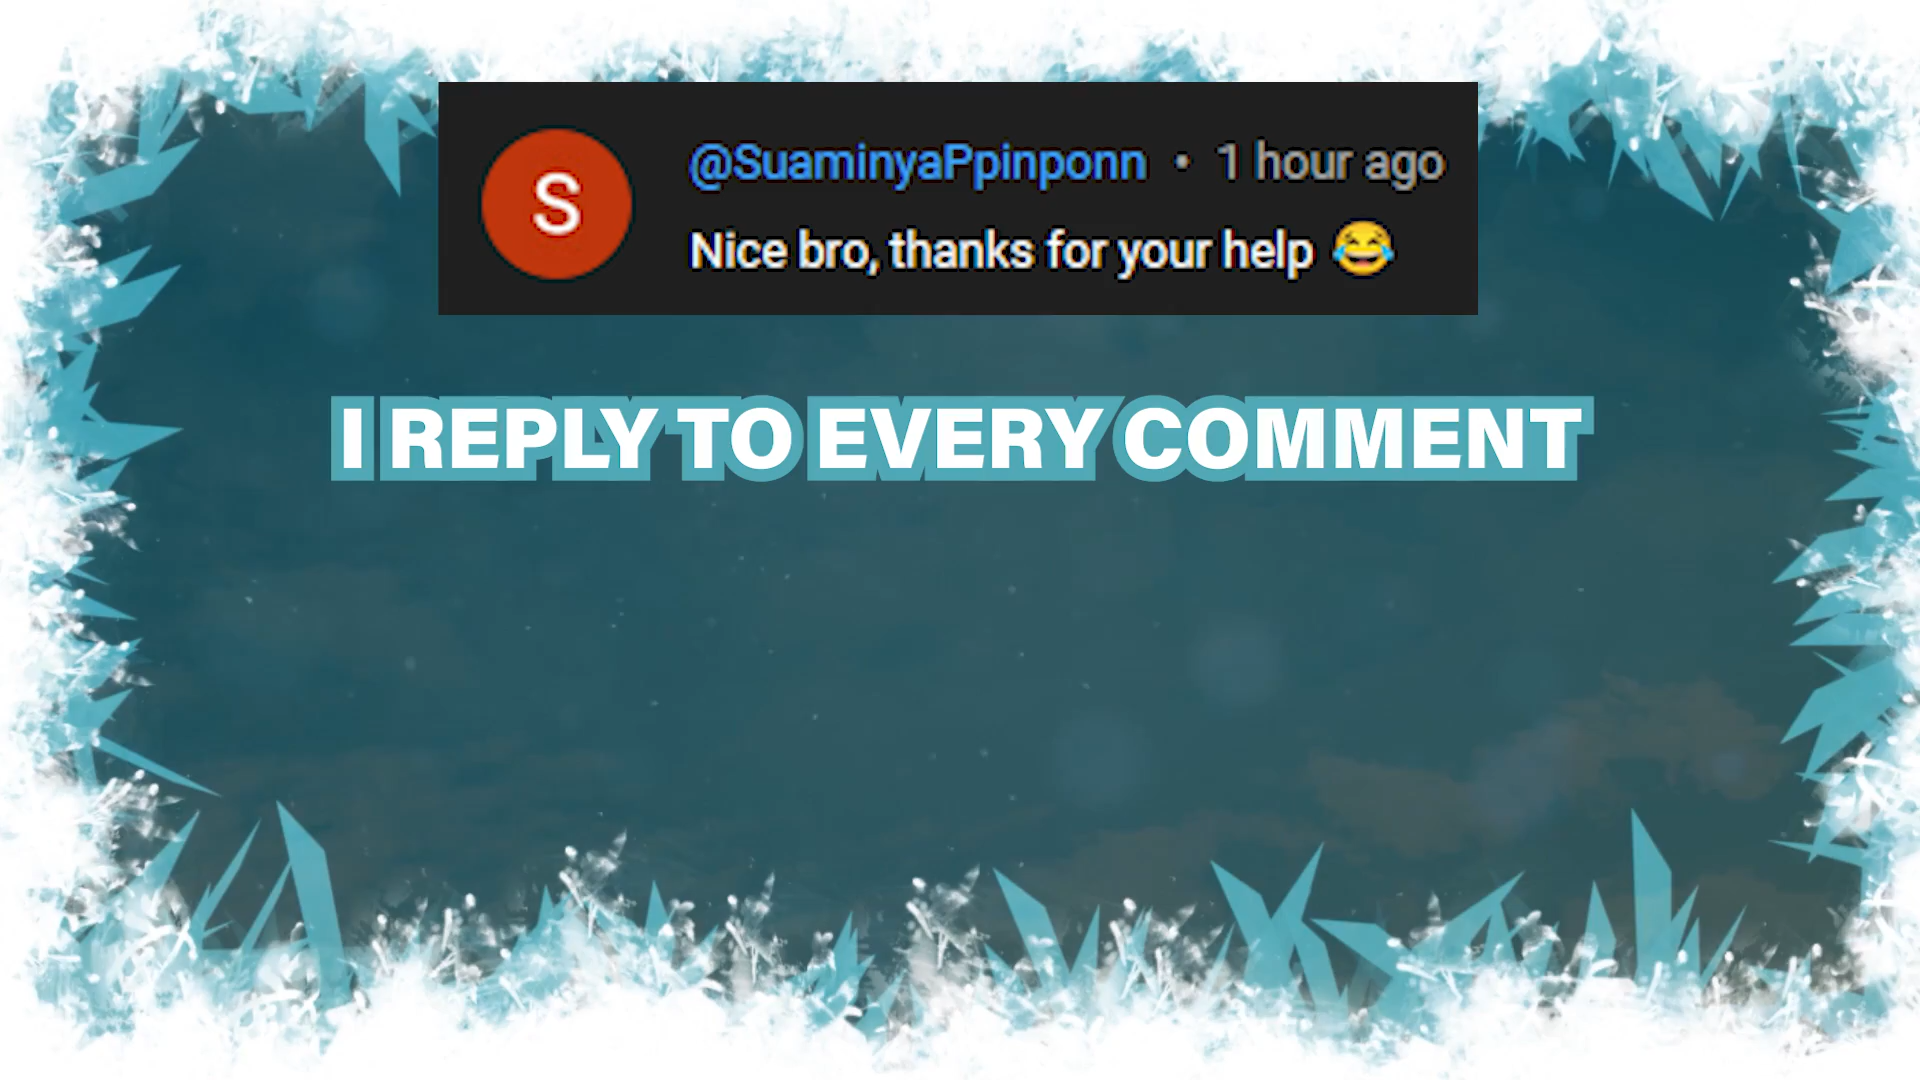 S
@SuaminyaPpinponn • 1 hour ago
Nice bro, thanks for your help 😂
I REPLY TO EVERY COMMENT